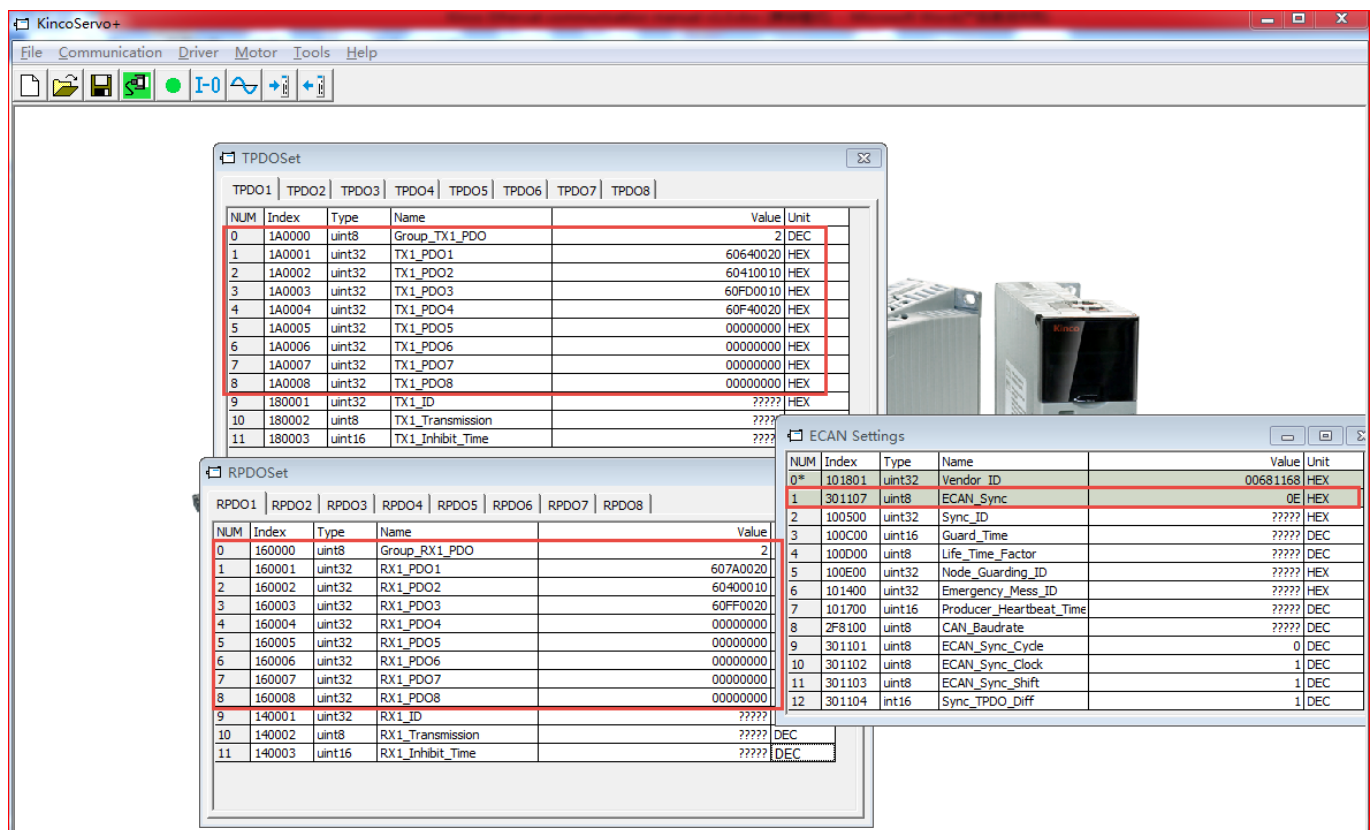 KincoServo+
File Communication Driver Motor Tools Help
I-0
TPDOSet
TPDO1 TPDO2 TPDO3 TPDO4 TPDO5 TPDO6 TPDO7 TPDO8
NUM Index Type Name Value Unit
0 1A0000 uint8 Group_TX1_PDO 2 DEC
1 1A0001 uint32 TX1_PDO1 60640020 HEX
2 1A0002 uint32 TX1_PDO2 60410010 HEX
3 1A0003 uint32 TX1_PDO3 60FD0010 HEX
4 1A0004 uint32 TX1_PDO4 60F40020 HEX
5 1A0005 uint32 TX1_PDO5 00000000 HEX
6 1A0006 uint32 TX1_PDO6 00000000 HEX
7 1A0007 uint32 TX1_PDO7 00000000 HEX
8 1A0008 uint32 TX1_PDO8 00000000 HEX
9 180001 uint32 TX1_ID ????? HEX
10 180002 uint8 TX1_Transmission ????
11 180003 uint16 TX1_Inhibit_Time ????
Kinco
RPDOSet
RPDO1 RPDO2 RPDO3 RPDO4 RPDO5 RPDO6 RPDO7 RPDO8
NUM Index Type Name Value
0 160000 uint8 Group_RX1_PDO 2
1 160001 uint32 RX1_PDO1 607A0020
2 160002 uint32 RX1_PDO2 60400010
3 160003 uint32 RX1_PDO3 60FF0020
4 160004 uint32 RX1_PDO4 00000000
5 160005 uint32 RX1_PDO5 00000000
6 160006 uint32 RX1_PDO6 00000000
7 160007 uint32 RX1_PDO7 00000000
8 160008 uint32 RX1_PDO8 00000000
9 140001 uint32 RX1_ID ?????
10 140002 uint8 RX1_Transmission ????? DEC
11 140003 uint16 RX1_Inhibit_Time ????? DEC
ECAN Settings
NUM Index Type Name Value Unit
0* 101801 uint32 Vendor_ID 00681168 HEX
1 301107 uint8 ECAN_Sync 0E HEX
2 100500 uint32 Sync_ID ????? HEX
3 100C00 uint16 Guard_Time ????? DEC
4 100D00 uint8 Life_Time_Factor ????? DEC
5 100E00 uint32 Node_Guarding_ID ????? HEX
6 101400 uint32 Emergency_Mess_ID ????? HEX
7 101700 uint16 Producer_Heartbeat_Time ????? DEC
8 2F8100 uint8 CAN_Baudrate ????? DEC
9 301101 uint8 ECAN_Sync_Cycle 0 DEC
10 301102 uint8 ECAN_Sync_Clock 1 DEC
11 301103 uint8 ECAN_Sync_Shift 1 DEC
12 301104 int16 Sync_TPDO_Diff 1 DEC